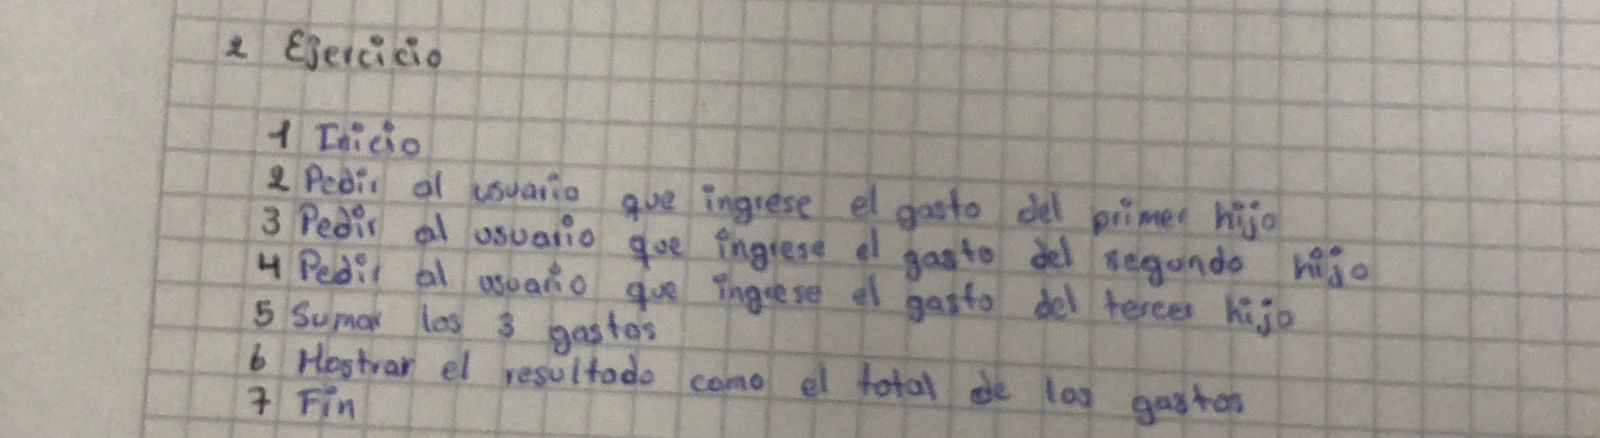 2 Ejercicio
1 Inicio
2 Pedir al usuario que ingrese el gasto del primer hijo
3 Pedir al usuario que ingrese el gasto del segundo hijo
4 Pedir al usuario que ingrese el gasto del tercer hijo
5 Sumar los 3 gastos
6 Mostrar el resultado como el total de los gastos
7 Fin